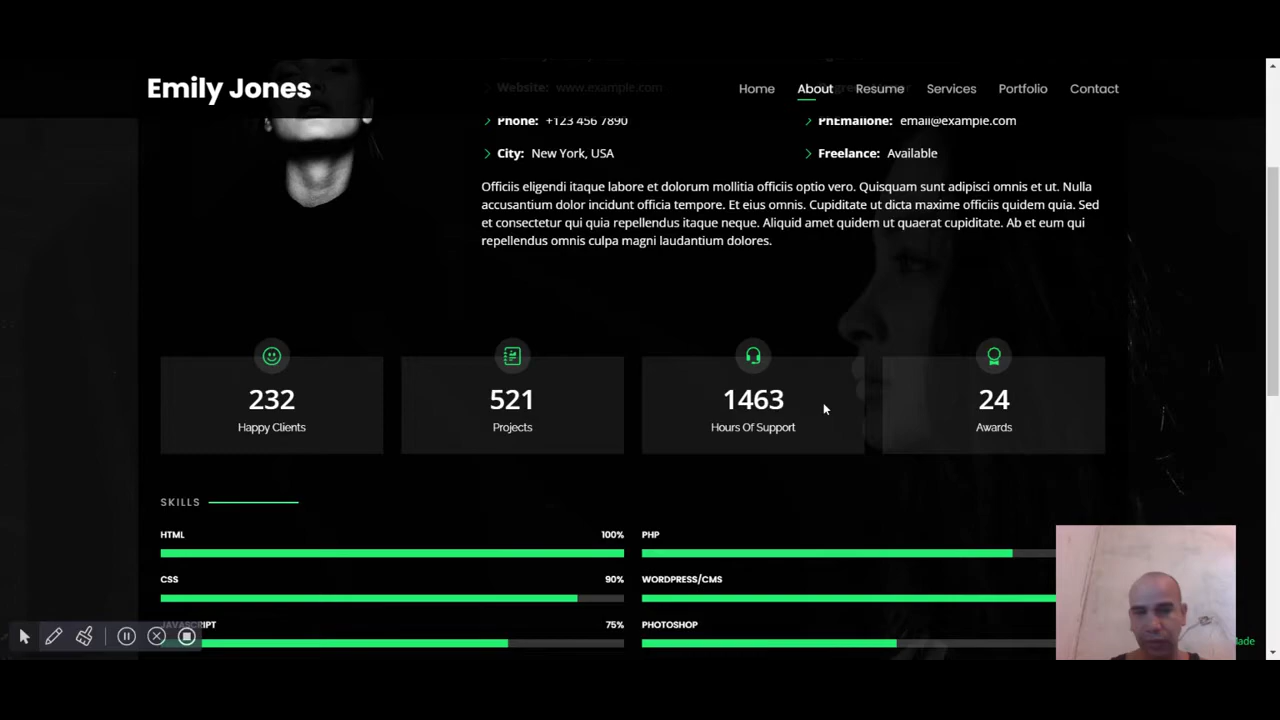 Emily Jones
Home About Resume Services Portfolio Contact
Website: www.example.com
Phone: +123 456 7890
PhEmailone: email@example.com
City: New York, USA
Freelance: Available
Officiis eligendi itaque labore et dolorum mollitia officiis optio vero. Quisquam sunt adipisci omnis et ut. Nulla
accusantium dolor incidunt officia tempore. Et eius omnis. Cupiditate ut dicta maxime officiis quidem quia. Sed
et consectetur qui quia repellendus itaque neque. Aliquid amet quidem ut quaerat cupiditate. Ab et eum qui
repellendus omnis culpa magni laudantium dolores.
232
Happy Clients
521
Projects
1463
Hours Of Support
24
Awards
SKILLS
HTML 100%
PHP
CSS 90%
WORDPRESS/CMS
JAVASCRIPT 75%
PHOTOSHOP